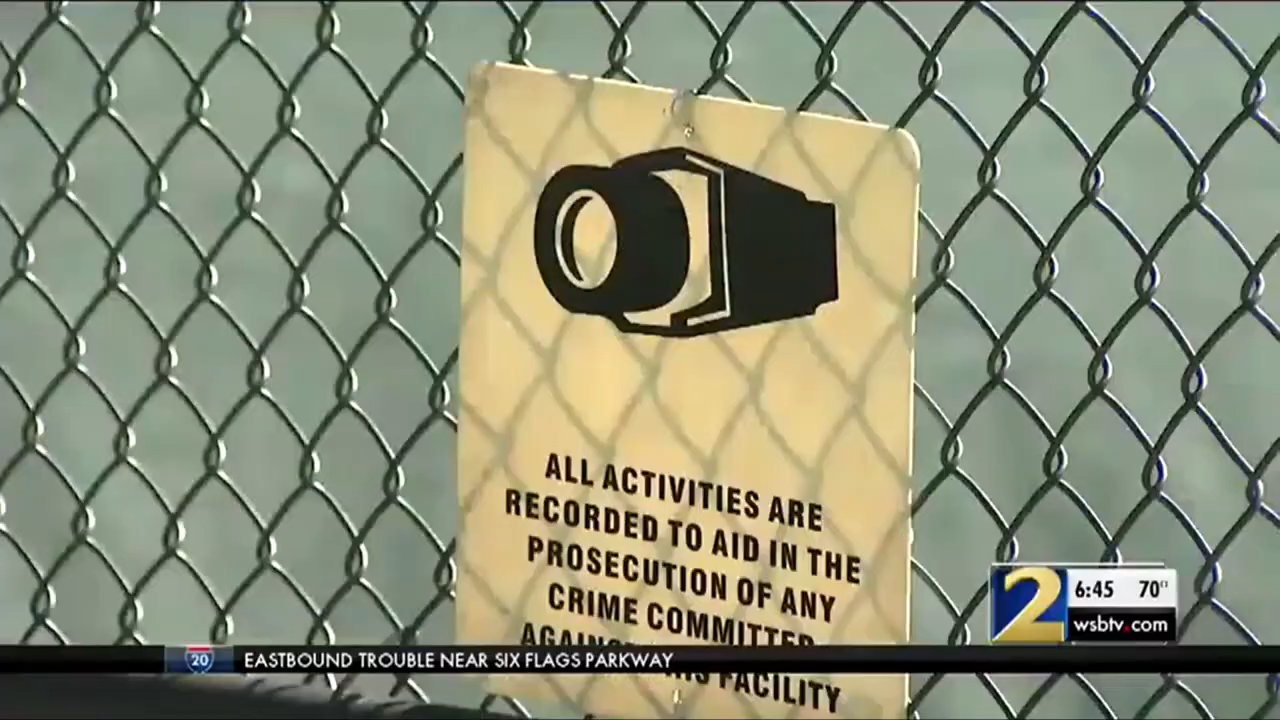 ALL ACTIVITIES ARE
RECORDED TO AID IN THE
PROSECUTION OF ANY
CRIME COMMITTED
FACILITY
2
6:45 70°
wsbtv.com
20
EASTBOUND TROUBLE NEAR SIX FLAGS PARKWAY